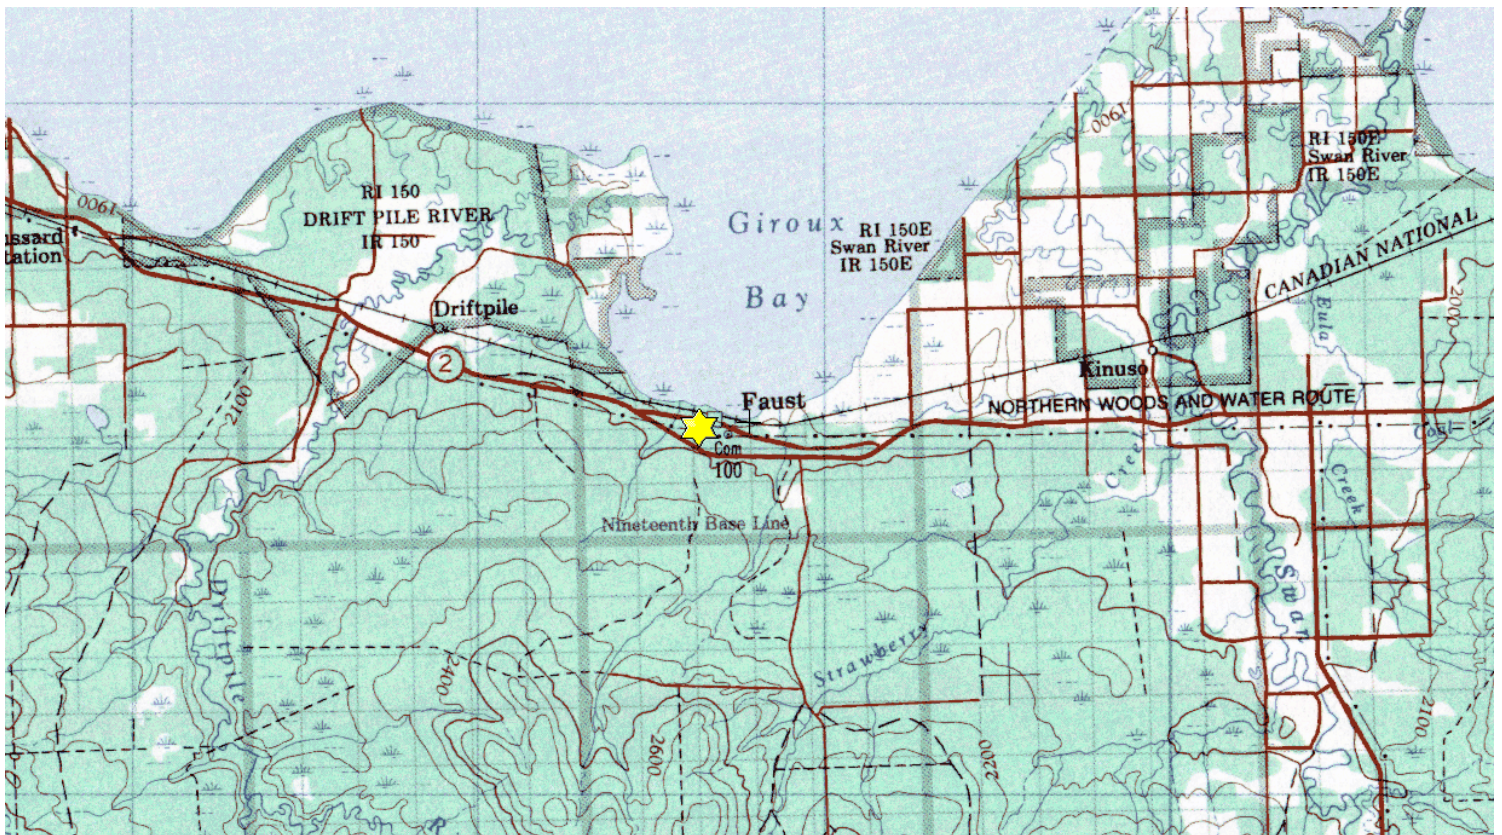 1900
RI 150E
Swan River
IR 150E
1900
RI 150
DRIFT PILE RIVER
IR 150
Giroux
Bay
RI 150E
Swan River
IR 150E
ussard
tation
CANADIAN NATIONAL
Eula
2000
Driftpile
2
Kinuso
2100
Faust
NORTHERN WOODS AND WATER ROUTE
Com
100
Creek
Creek
Nineteenth Base Line
Swan
Driftpile
Strawberry
2400
2600
2200
2100
R